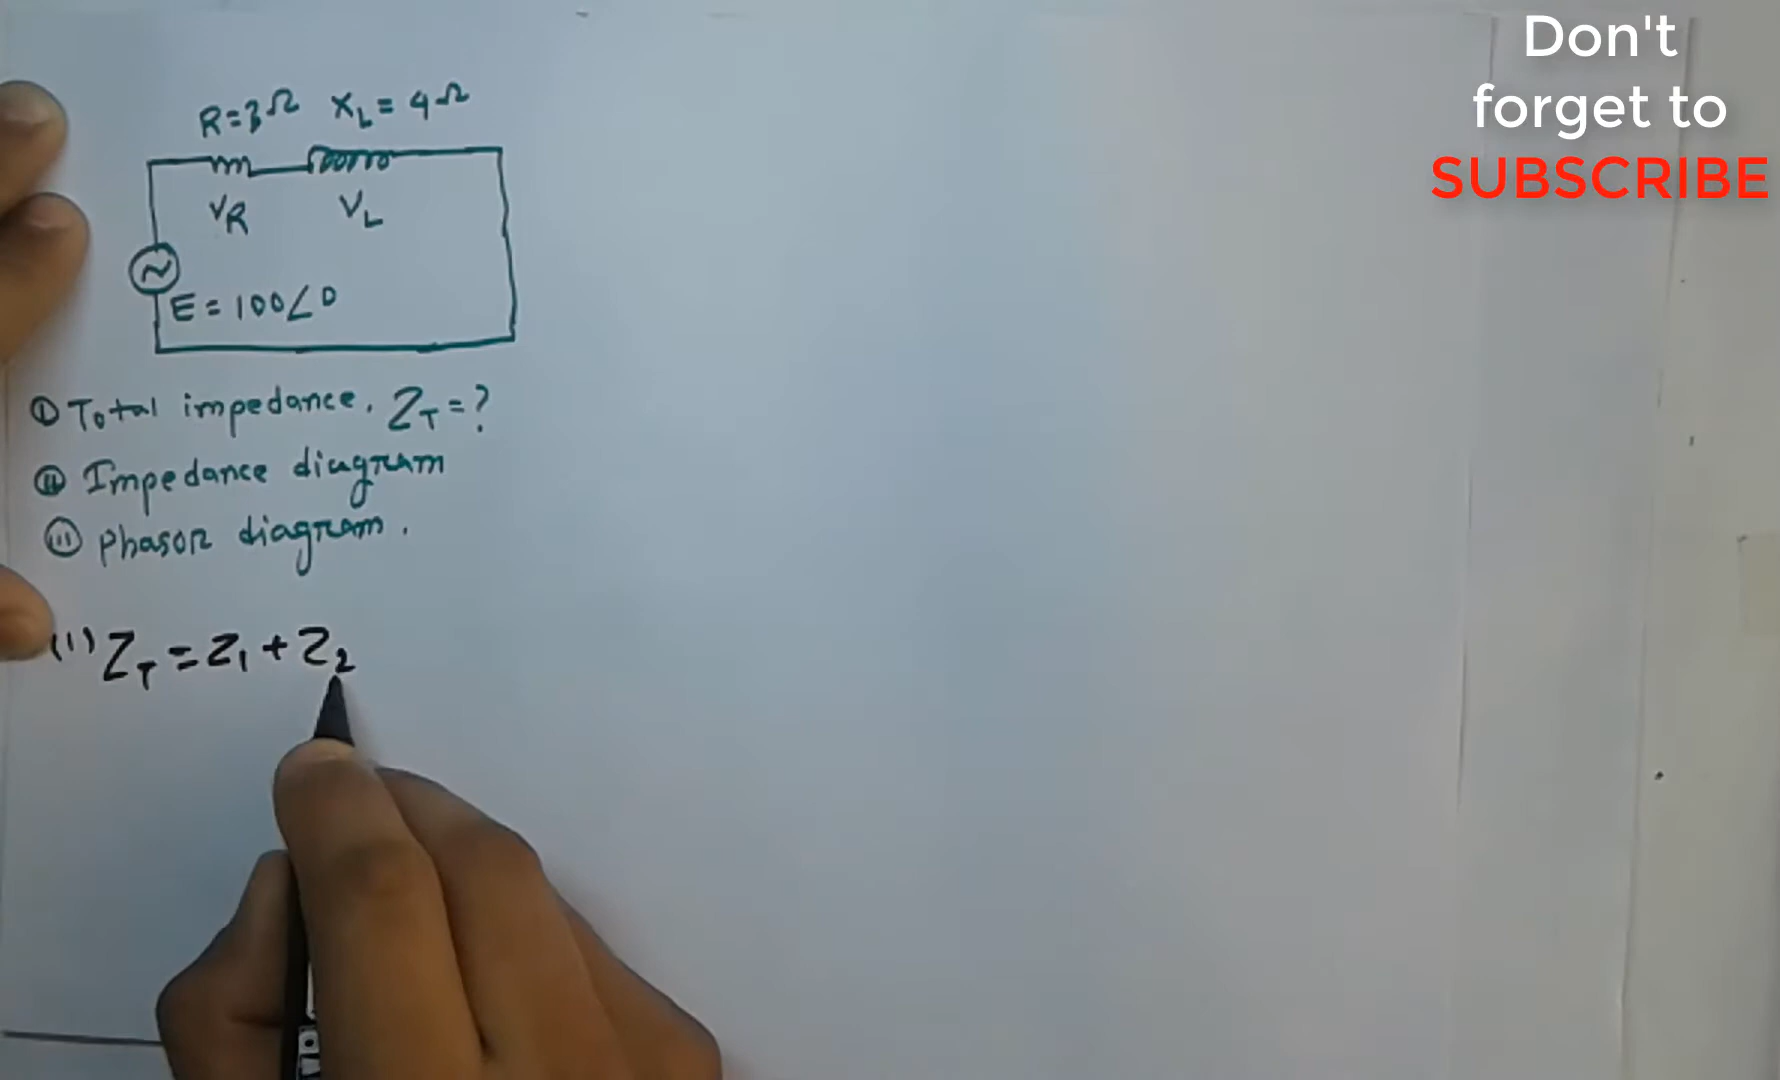 R=3Ω X_L = 4Ω
V_R V_L
E = 100∠0
① Total impedance, Z_T = ?
② Impedance diagram
(iii) Phasor diagram.
(1) Z_T = Z_1 + Z_2
Don't
forget to
SUBSCRIBE